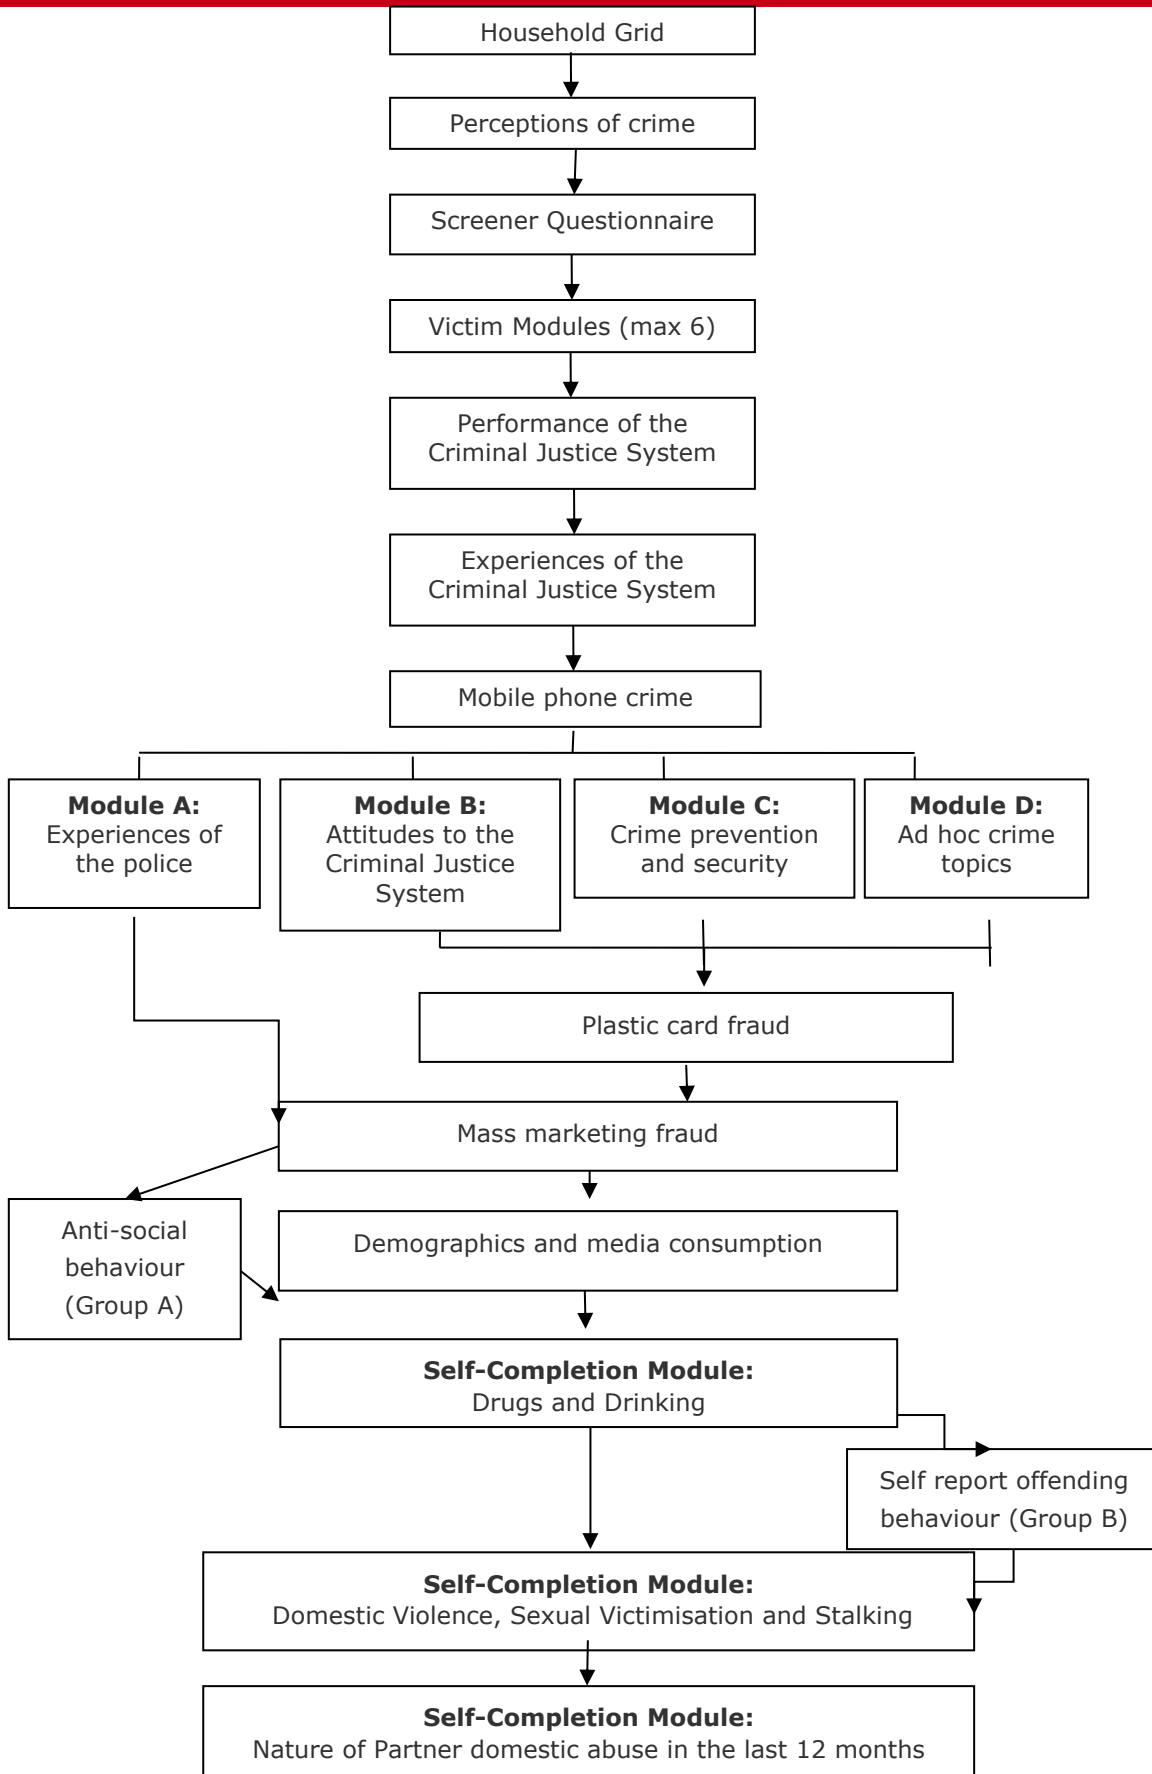 Household Grid
Perceptions of crime
Screener Questionnaire
Victim Modules (max 6)
Performance of the
Criminal Justice System
Experiences of the
Criminal Justice System
Mobile phone crime
Module A:
Experiences of
the police
Module B:
Attitudes to the
Criminal Justice
System
Module C:
Crime prevention
and security
Module D:
Ad hoc crime
topics
Plastic card fraud
Mass marketing fraud
Anti-social
behaviour
(Group A)
Demographics and media consumption
Self-Completion Module:
Drugs and Drinking
Self report offending
behaviour (Group B)
Self-Completion Module:
Domestic Violence, Sexual Victimisation and Stalking
Self-Completion Module:
Nature of Partner domestic abuse in the last 12 months